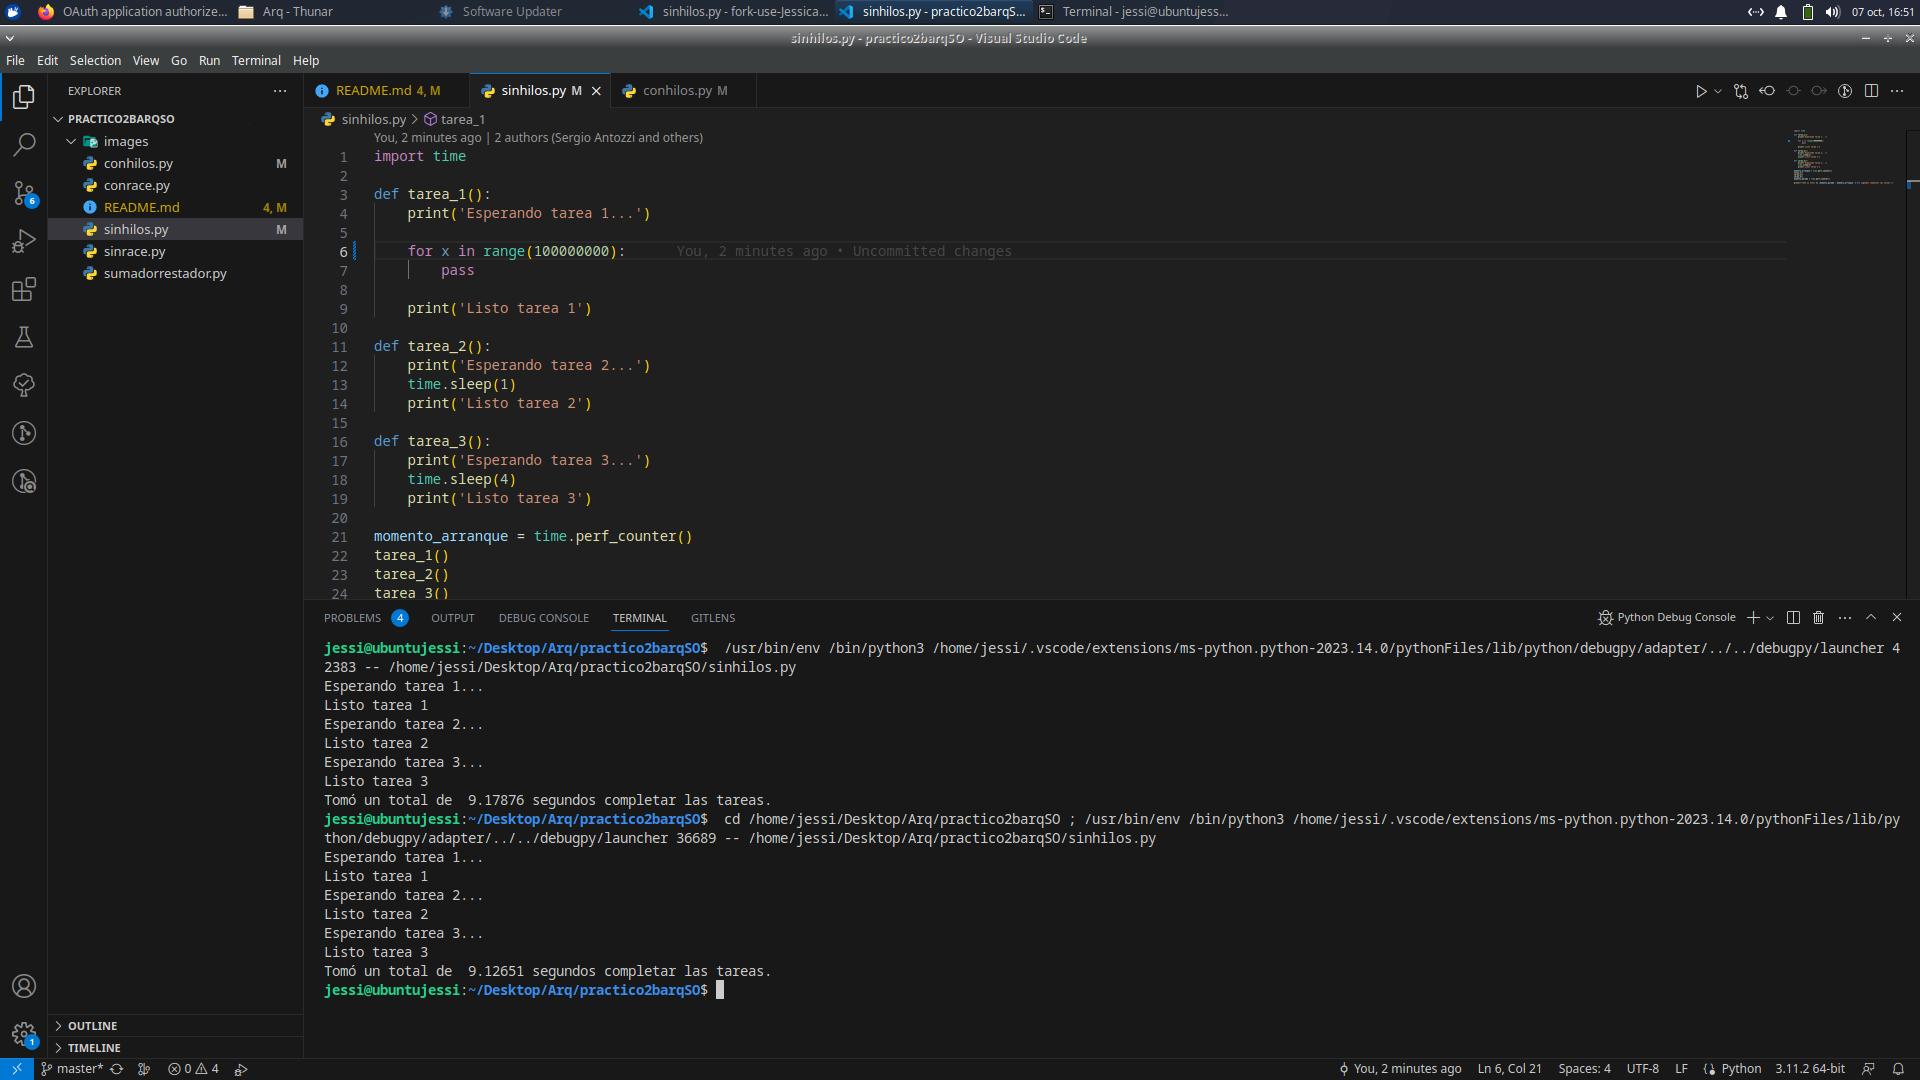 OAuth application authorize...
Arq - Thunar
Software Updater
sinhilos.py - fork-use-Jessica...
sinhilos.py - practico2barqS...
Terminal - jessi@ubuntujess...
07 oct, 16:51
sinhilos.py - practico2barqSO - Visual Studio Code
File Edit Selection View Go Run Terminal Help
EXPLORER
PRACTICO2BARQSO
images
conhilos.py M
conrace.py
README.md 4, M
sinhilos.py M
sinrace.py
sumadorrestador.py
OUTLINE
TIMELINE
6
1
README.md 4, M
sinhilos.py M
conhilos.py M
sinhilos.py > tarea_1
You, 2 minutes ago | 2 authors (Sergio Antozzi and others)
1 import time
2
3 def tarea_1():
4     print('Esperando tarea 1...')
5
6     for x in range(100000000):      You, 2 minutes ago • Uncommitted changes
7         pass
8
9     print('Listo tarea 1')
10
11 def tarea_2():
12     print('Esperando tarea 2...')
13     time.sleep(1)
14     print('Listo tarea 2')
15
16 def tarea_3():
17     print('Esperando tarea 3...')
18     time.sleep(4)
19     print('Listo tarea 3')
20
21 momento_arranque = time.perf_counter()
22 tarea_1()
23 tarea_2()
24 tarea_3()
PROBLEMS 4 OUTPUT DEBUG CONSOLE TERMINAL GITLENS
Python Debug Console
jessi@ubuntujessi:~/Desktop/Arq/practico2barqSO$  /usr/bin/env /bin/python3 /home/jessi/.vscode/extensions/ms-python.python-2023.14.0/pythonFiles/lib/python/debugpy/adapter/../../debugpy/launcher 4
2383 -- /home/jessi/Desktop/Arq/practico2barqSO/sinhilos.py
Esperando tarea 1...
Listo tarea 1
Esperando tarea 2...
Listo tarea 2
Esperando tarea 3...
Listo tarea 3
Tomó un total de  9.17876 segundos completar las tareas.
jessi@ubuntujessi:~/Desktop/Arq/practico2barqSO$  cd /home/jessi/Desktop/Arq/practico2barqSO ; /usr/bin/env /bin/python3 /home/jessi/.vscode/extensions/ms-python.python-2023.14.0/pythonFiles/lib/py
thon/debugpy/adapter/../../debugpy/launcher 36689 -- /home/jessi/Desktop/Arq/practico2barqSO/sinhilos.py
Esperando tarea 1...
Listo tarea 1
Esperando tarea 2...
Listo tarea 2
Esperando tarea 3...
Listo tarea 3
Tomó un total de  9.12651 segundos completar las tareas.
jessi@ubuntujessi:~/Desktop/Arq/practico2barqSO$
master* 0 4 You, 2 minutes ago Ln 6, Col 21 Spaces: 4 UTF-8 LF Python 3.11.2 64-bit